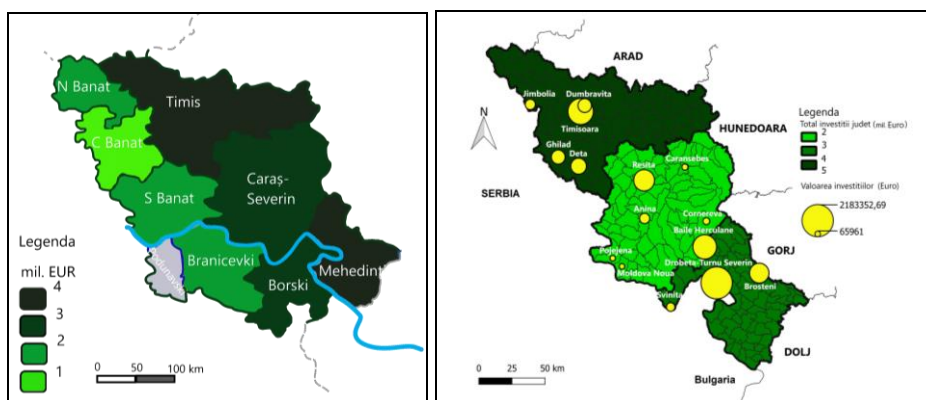 N Banat
Timis
C Banat
Caraș-
Severin
S Banat
Branicevki
Borski
Mehedint
Legenda
mil. EUR
4
3
2
1
0 50 100 km
ARAD
Jimbolia
Dumbravita
N
Timisoara
HUNEDOARA
Ghilad
Deta
SERBIA
Resita
Caransebes
Anina
Cornereva
Baile Herculane
GORJ
Pojejena
Moldova Noua
Drobeta-Turnu Severin
Brosteni
Svinita
DOLJ
Bulgaria
0 25 50 km
Legenda
Total investitii judet (mil Euro)
2
3
4
5
Valoarea investitiilor (Euro)
2183352,69
65961